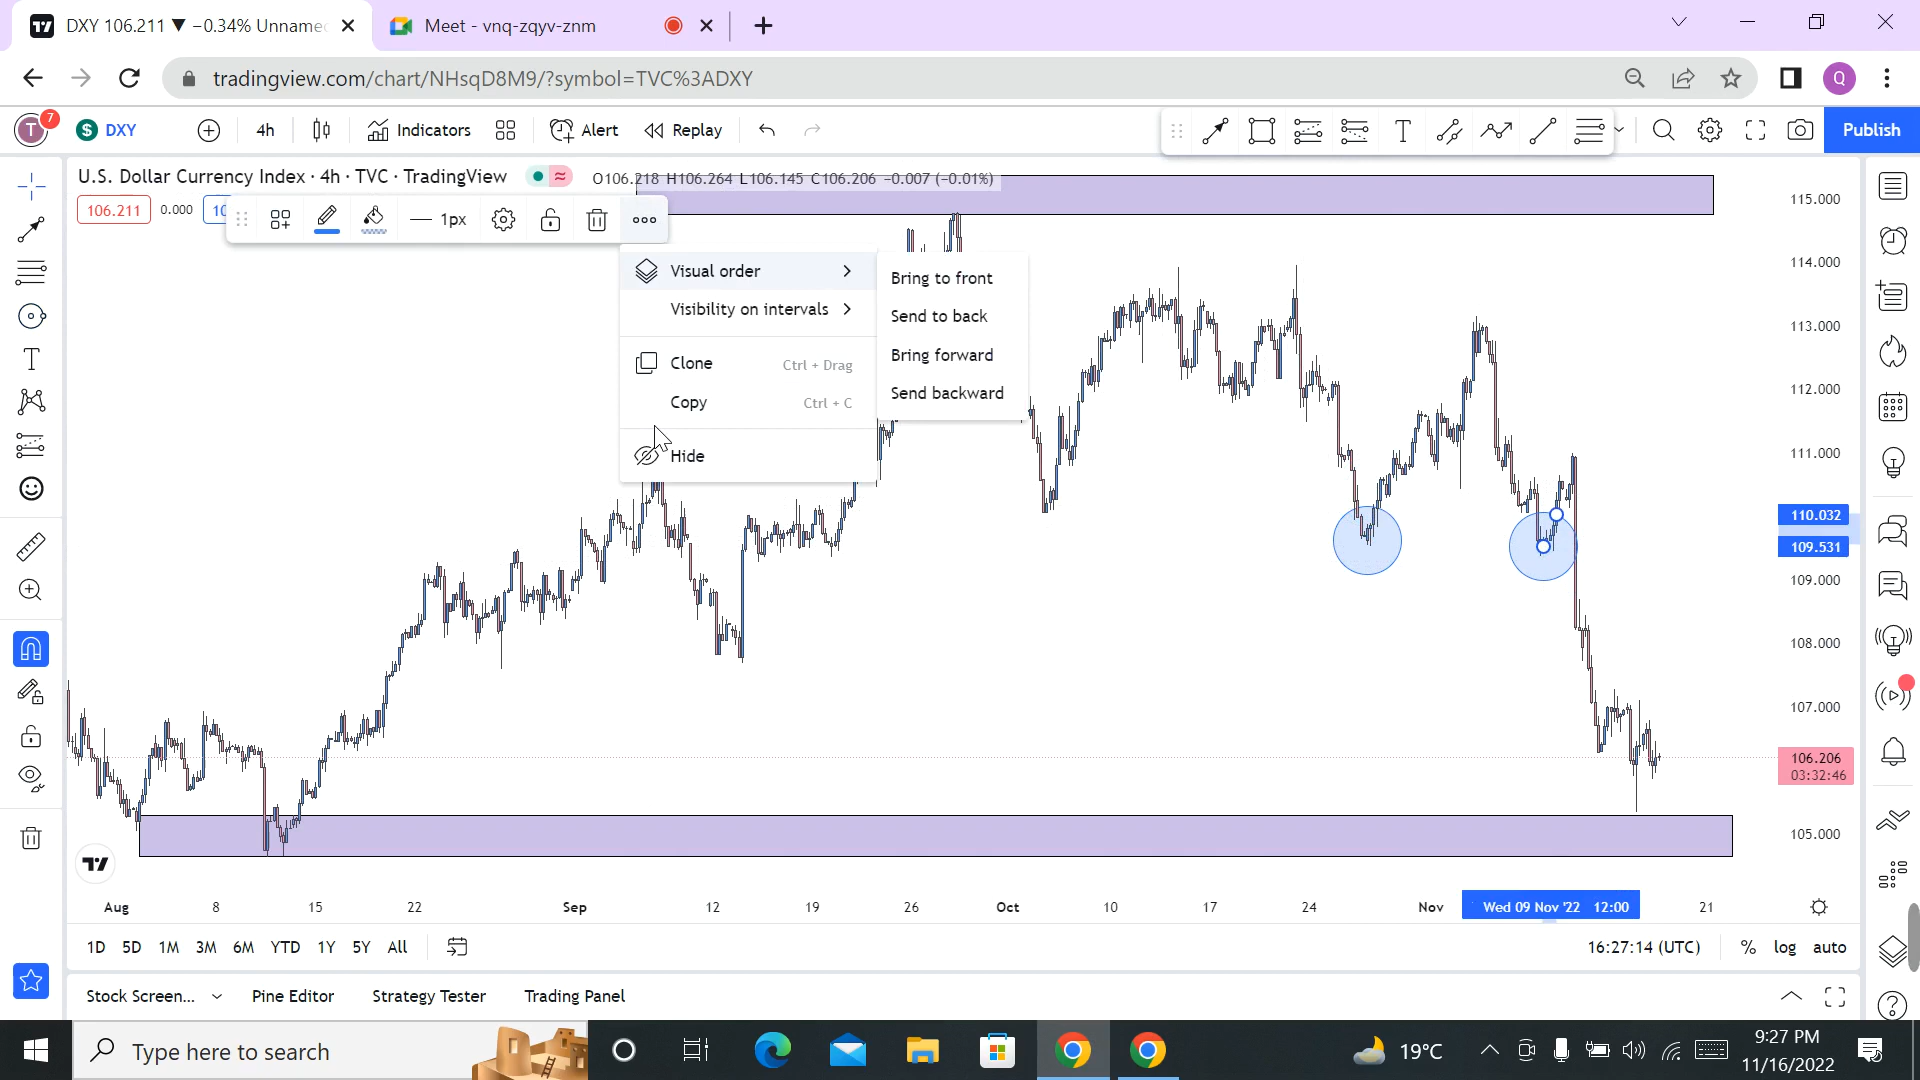 DXY 106.211 ▼ −0.34% Unname
Meet - vnq-zqyv-znm
tradingview.com/chart/NHsqD8M9/?symbol=TVC%3ADXY
Q
T
7
$ DXY
4h
Indicators
Alert
Replay
Publish
U.S. Dollar Currency Index · 4h · TVC · TradingView
O106.218 H106.264 L106.145 C106.206 −0.007 (−0.01%)
106.211
0.000
10
1px
Visual order
Visibility on intervals
Clone
Ctrl + Drag
Copy
Ctrl + C
Hide
Bring to front
Send to back
Bring forward
Send backward
115.000
114.000
113.000
112.000
111.000
110.032
109.531
109.000
108.000
107.000
106.206
03:32:46
105.000
Aug
8
15
22
Sep
12
19
26
Oct
10
17
24
Nov
Wed 09 Nov '22 12:00
21
1D 5D 1M 3M 6M YTD 1Y 5Y All
16:27:14 (UTC)
% log auto
Stock Screen...
Pine Editor
Strategy Tester
Trading Panel
Type here to search
19°C
9:27 PM
11/16/2022